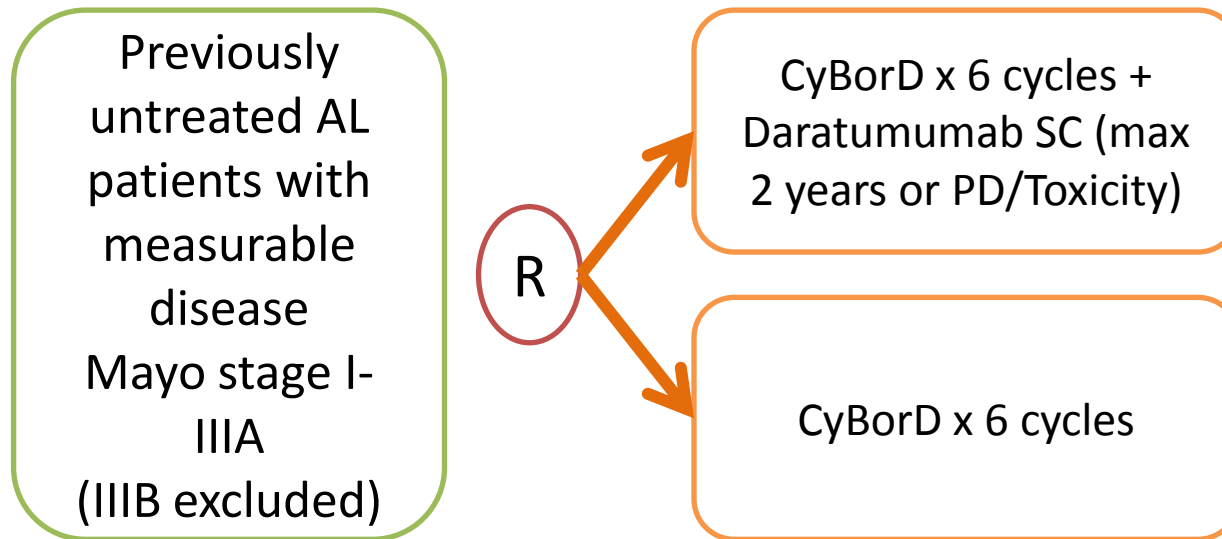 Previously
untreated AL
patients with
measurable
disease
Mayo stage I-
IIIA
(IIIB excluded)
R
CyBorD x 6 cycles +
Daratumumab SC (max
2 years or PD/Toxicity)
CyBorD x 6 cycles